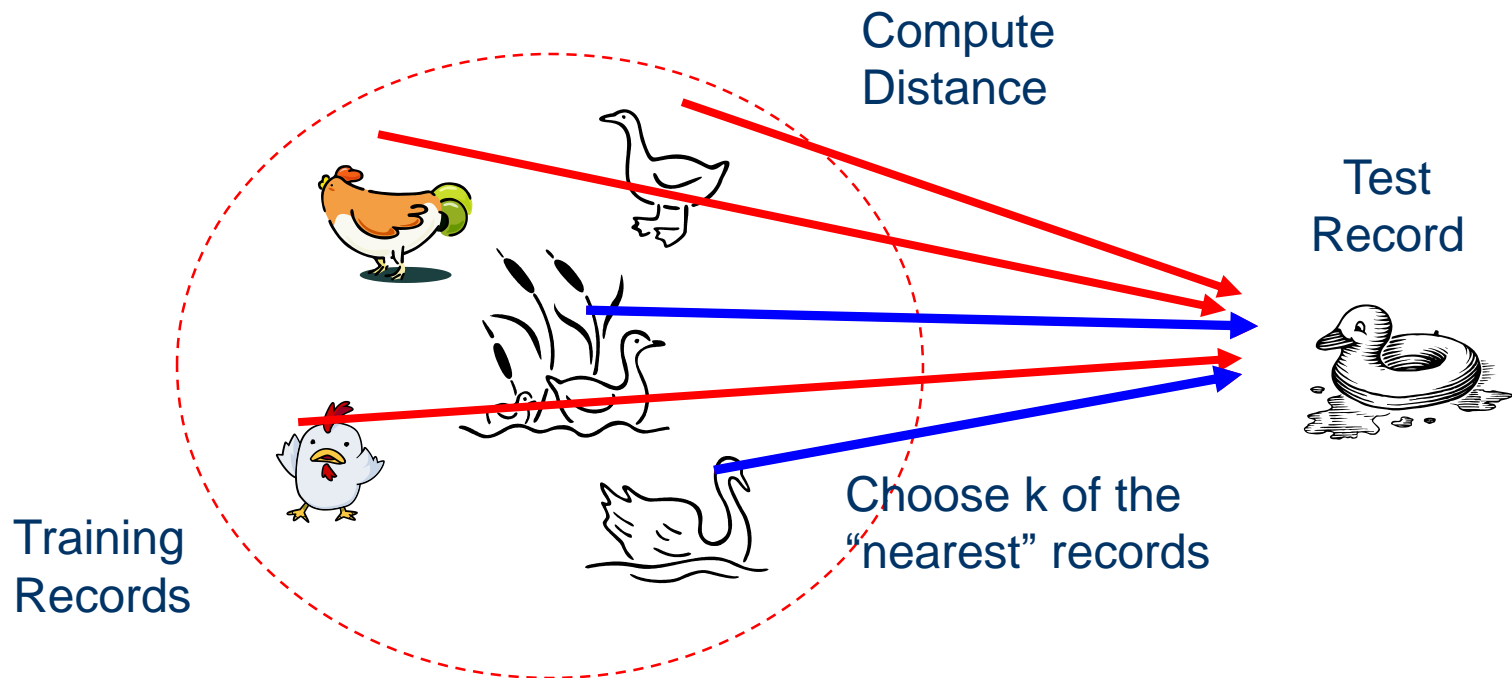 Compute
Distance
Test
Record
Choose k of the
“nearest” records
Training
Records